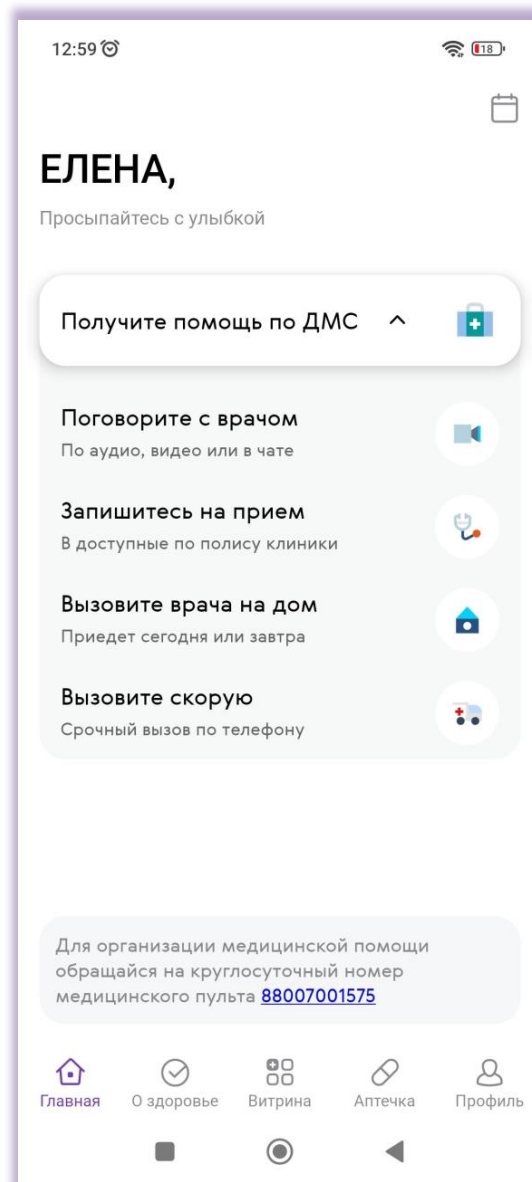 12:59
18
ЕЛЕНА,
Просыпайтесь с улыбкой
Получите помощь по ДМС
Поговорите с врачом
По аудио, видео или в чате
Запишитесь на прием
В доступные по полису клиники
Вызовите врача на дом
Приедет сегодня или завтра
Вызовите скорую
Срочный вызов по телефону
Для организации медицинской помощи
обращайся на круглосуточный номер
медицинского пульта 88007001575
Главная О здоровье Витрина Аптечка Профиль